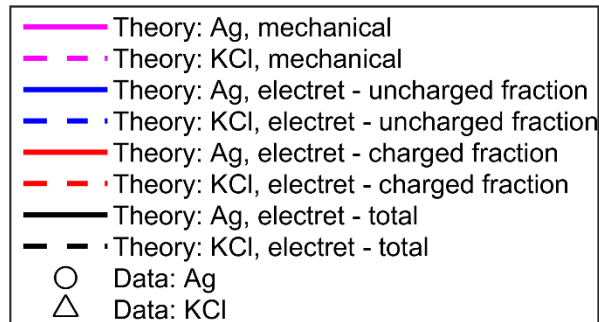 Theory: Ag, mechanical
Theory: KCl, mechanical
Theory: Ag, electret - uncharged fraction
Theory: KCl, electret - uncharged fraction
Theory: Ag, electret - charged fraction
Theory: KCl, electret - charged fraction
Theory: Ag, electret - total
Theory: KCl, electret - total
Data: Ag
Data: KCl